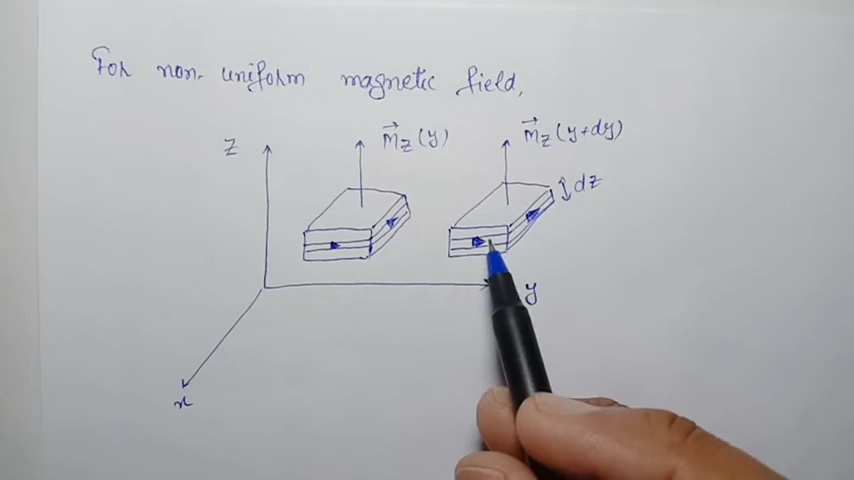 For non-uniform magnetic field,
Z
M⃗z(y)
M⃗z(y+dy)
dz
y
x